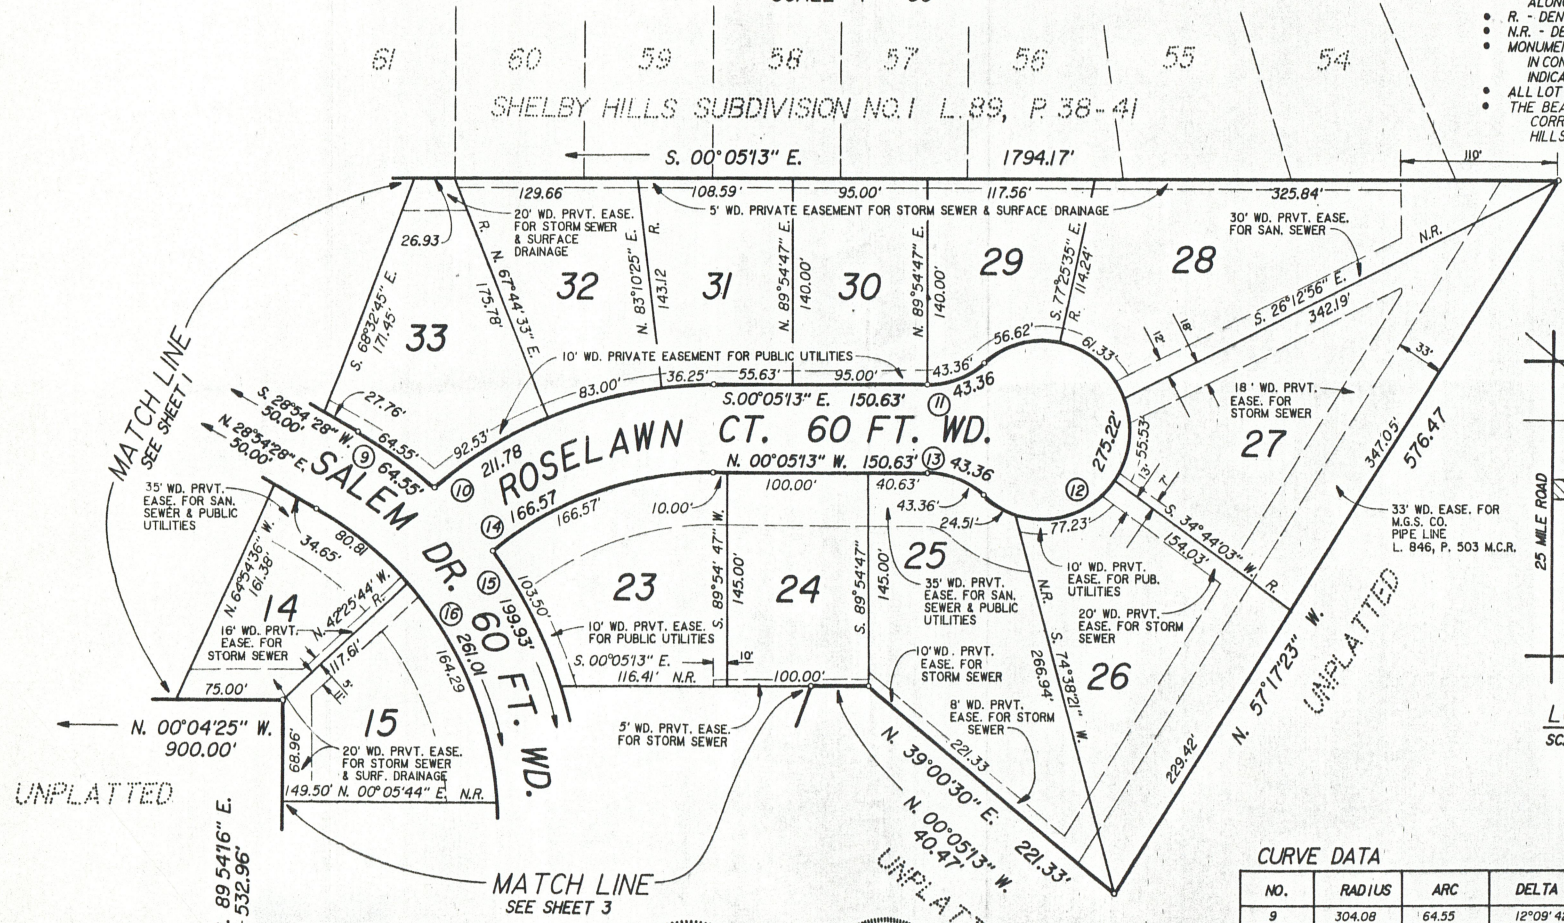 61
60
59
58
57
56
55
54
SHELBY HILLS SUBDIVISION NO.1 L.89, P. 38-41
R. - DEN
N.R. - DE
MONUME
IN CON
INDICA
ALL LOT
THE BEA
CORR
HILLS
S. 00°05'13" E. 1794.17'
110'
129.66
108.59'
95.00'
117.56'
325.84'
5' WD. PRIVATE EASEMENT FOR STORM SEWER & SURFACE DRAINAGE
20' WD. PRVT. EASE.
FOR STORM SEWER
& SURFACE
DRAINAGE
30' WD. PRVT. EASE.
FOR SAN. SEWER
N.R.
26.93
S. 68°32'45" E.
171.45'
33
R. N. 67°44'33" E.
175.78'
32
N. 83°10'25" E. R.
143.12
31
N. 89°54'47" E.
140.00'
30
N. 89°54'47" E.
140.00'
29
S. 77°25'35" E.
R. 114.24'
28
S. 26°12'56" E.
342.19'
12'
18'
33'
MATCH LINE
SEE SHEET 1
10' WD. PRIVATE EASEMENT FOR PUBLIC UTILITIES
27.76'
64.55'
92.53'
83.00'
36.25'
55.63'
95.00'
43.36'
56.62'
61.33'
S. 28°54'28" W.
50.00'
N. 28°54'28" E.
50.00'
9
64.55'
10
211.78
S.00°05'13" E. 150.63'
11
43.36
18' WD. PRVT.
EASE. FOR
STORM SEWER
27
347.05'
576.47
ROSELAWN CT. 60 FT. WD.
N. 00°05'13" W. 150.63'
13
43.36
12
275.22'
13'
55.53'
7'
SALEM DR. 60 FT. WD.
14
166.57
166.57'
10.00'
100.00'
40.63'
43.36'
24.51'
77.23'
S. 34°44'03" W. R.
154.03'
35' WD. PRVT.
EASE. FOR SAN.
SEWER & PUBLIC
UTILITIES
34.65'
80.81
N. 64°54'36" W.
161.38'
14
N. 42°25'44" W.
R.
117.61'
16' WD. PRVT.
EASE. FOR
STORM SEWER
15
199.93'
16
261.01
164.29
103.50'
23
S. 89°54'47" W.
145.00'
24
S. 89°54'47"
145.00'
25
35' WD. PRVT.
EASE. FOR SAN.
SEWER & PUBLIC
UTILITIES
10' WD. PRVT.
EASE. FOR PUB.
UTILITIES
20' WD. PRVT.
EASE. FOR STORM
SEWER
33' WD. EASE. FOR
M.G.S. CO.
PIPE LINE
L. 846, P. 503 M.C.R.
25 MILE ROAD
10' WD. PRVT. EASE.
FOR PUBLIC UTILITIES
S. 00°05'13" E.
116.41' N.R.
10'
100.00'
5' WD. PRVT. EASE.
FOR STORM SEWER
10' WD. PRVT.
EASE. FOR
STORM SEWER
8' WD. PRVT.
EASE. FOR STORM
SEWER
N.R. S. 74°38'21" W.
266.94'
26
229.42'
N. 57°17'23" W.
UNPLATTED
75.00'
N. 00°04'25" W.
900.00'
15
68.96'
20' WD. PRVT. EASE.
FOR STORM SEWER
& SURF. DRAINAGE
149.50' N. 00°05'44" E. N.R.
UNPLATTED
89 54'16" E.
532.96'
221.33
N. 39°00'30" E. 221.33'
N. 00°05'13" W.
40.47'
MATCH LINE
SEE SHEET 3
CURVE DATA
NO. RADIUS ARC DELTA
9 304.08 64.55